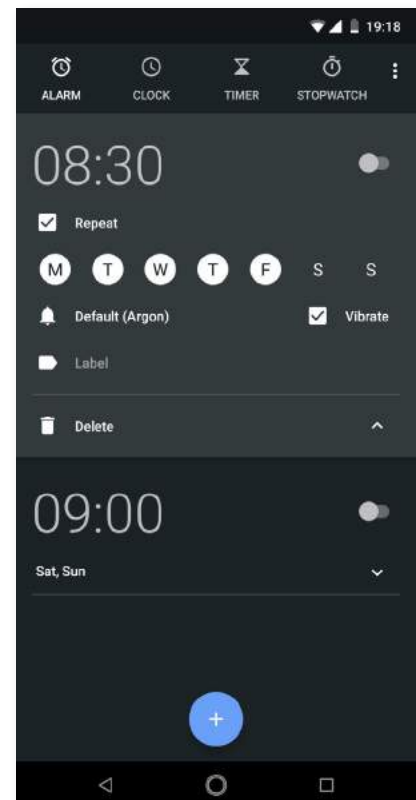 19:18
ALARM CLOCK TIMER STOPWATCH
08:30
Repeat
M T W T F S S
Default (Argon) Vibrate
Label
Delete
09:00
Sat, Sun